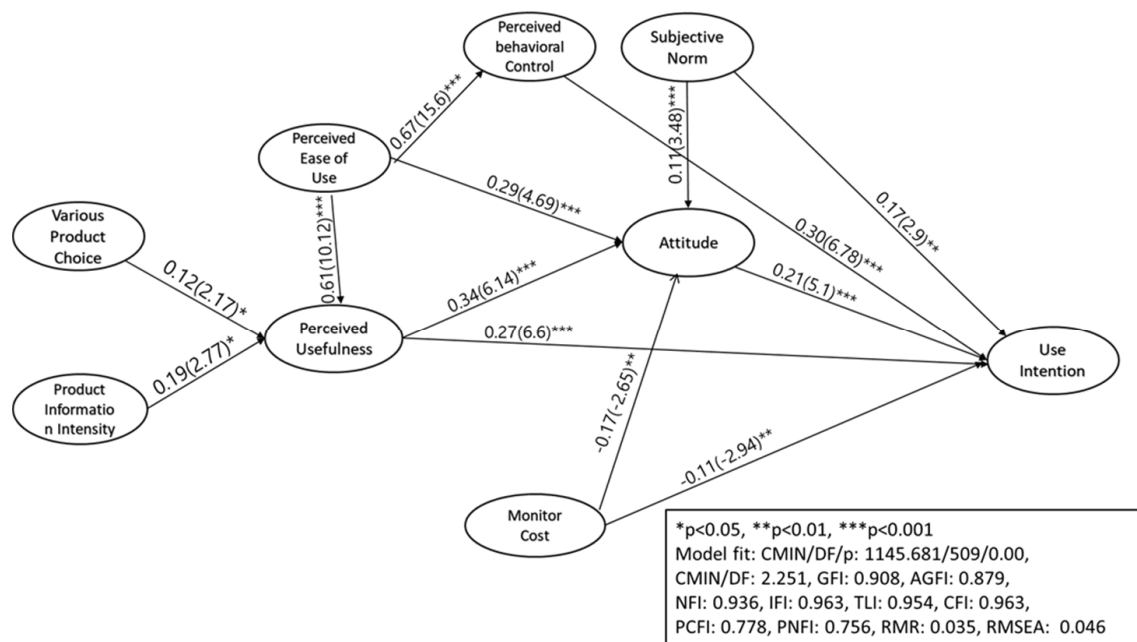 Perceived
behavioral
Control
Subjective
Norm
0.67(15.6)***
0.11(3.48)***
Perceived
Ease of
Use
0.29(4.69)***
0.17(2.9)**
Various
Product
Choice
0.61(10.12)***
Attitude
0.30(6.78)***
0.12(2.17)*
0.34(6.14)***
0.21(5.1)***
Perceived
Usefulness
0.27(6.6)***
Use
Intention
0.19(2.77)*
Product
Informatio
n Intensity
-0.17(-2.65)**
-0.11(-2.94)**
Monitor
Cost
*p<0.05, **p<0.01, ***p<0.001
Model fit: CMIN/DF/p: 1145.681/509/0.00,
CMIN/DF: 2.251, GFI: 0.908, AGFI: 0.879,
NFI: 0.936, IFI: 0.963, TLI: 0.954, CFI: 0.963,
PCFI: 0.778, PNFI: 0.756, RMR: 0.035, RMSEA: 0.046